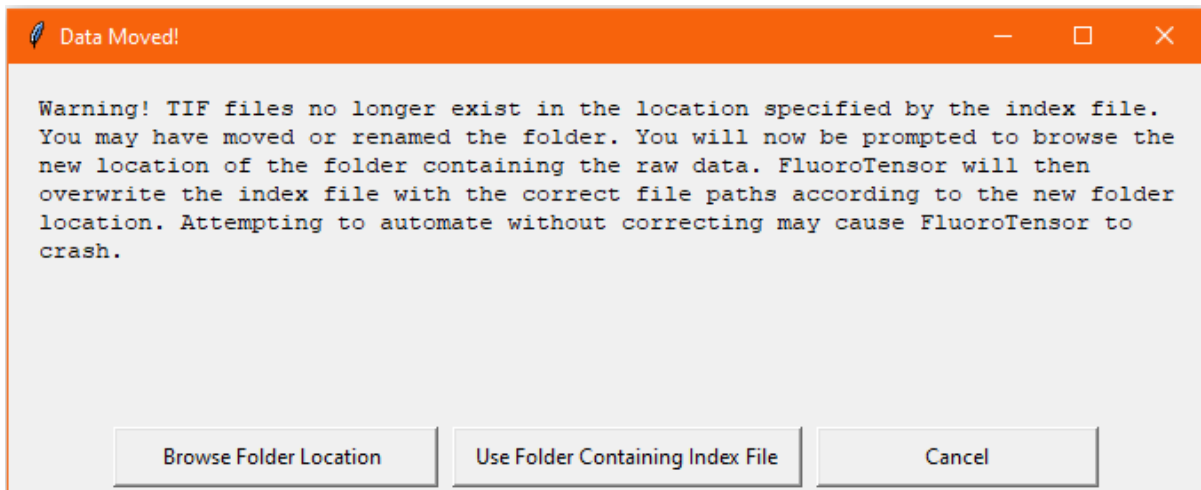 Data Moved!
Warning! TIF files no longer exist in the location specified by the index file.
You may have moved or renamed the folder. You will now be prompted to browse the
new location of the folder containing the raw data. FluoroTensor will then
overwrite the index file with the correct file paths according to the new folder
location. Attempting to automate without correcting may cause FluoroTensor to
crash.
Browse Folder Location
Use Folder Containing Index File
Cancel